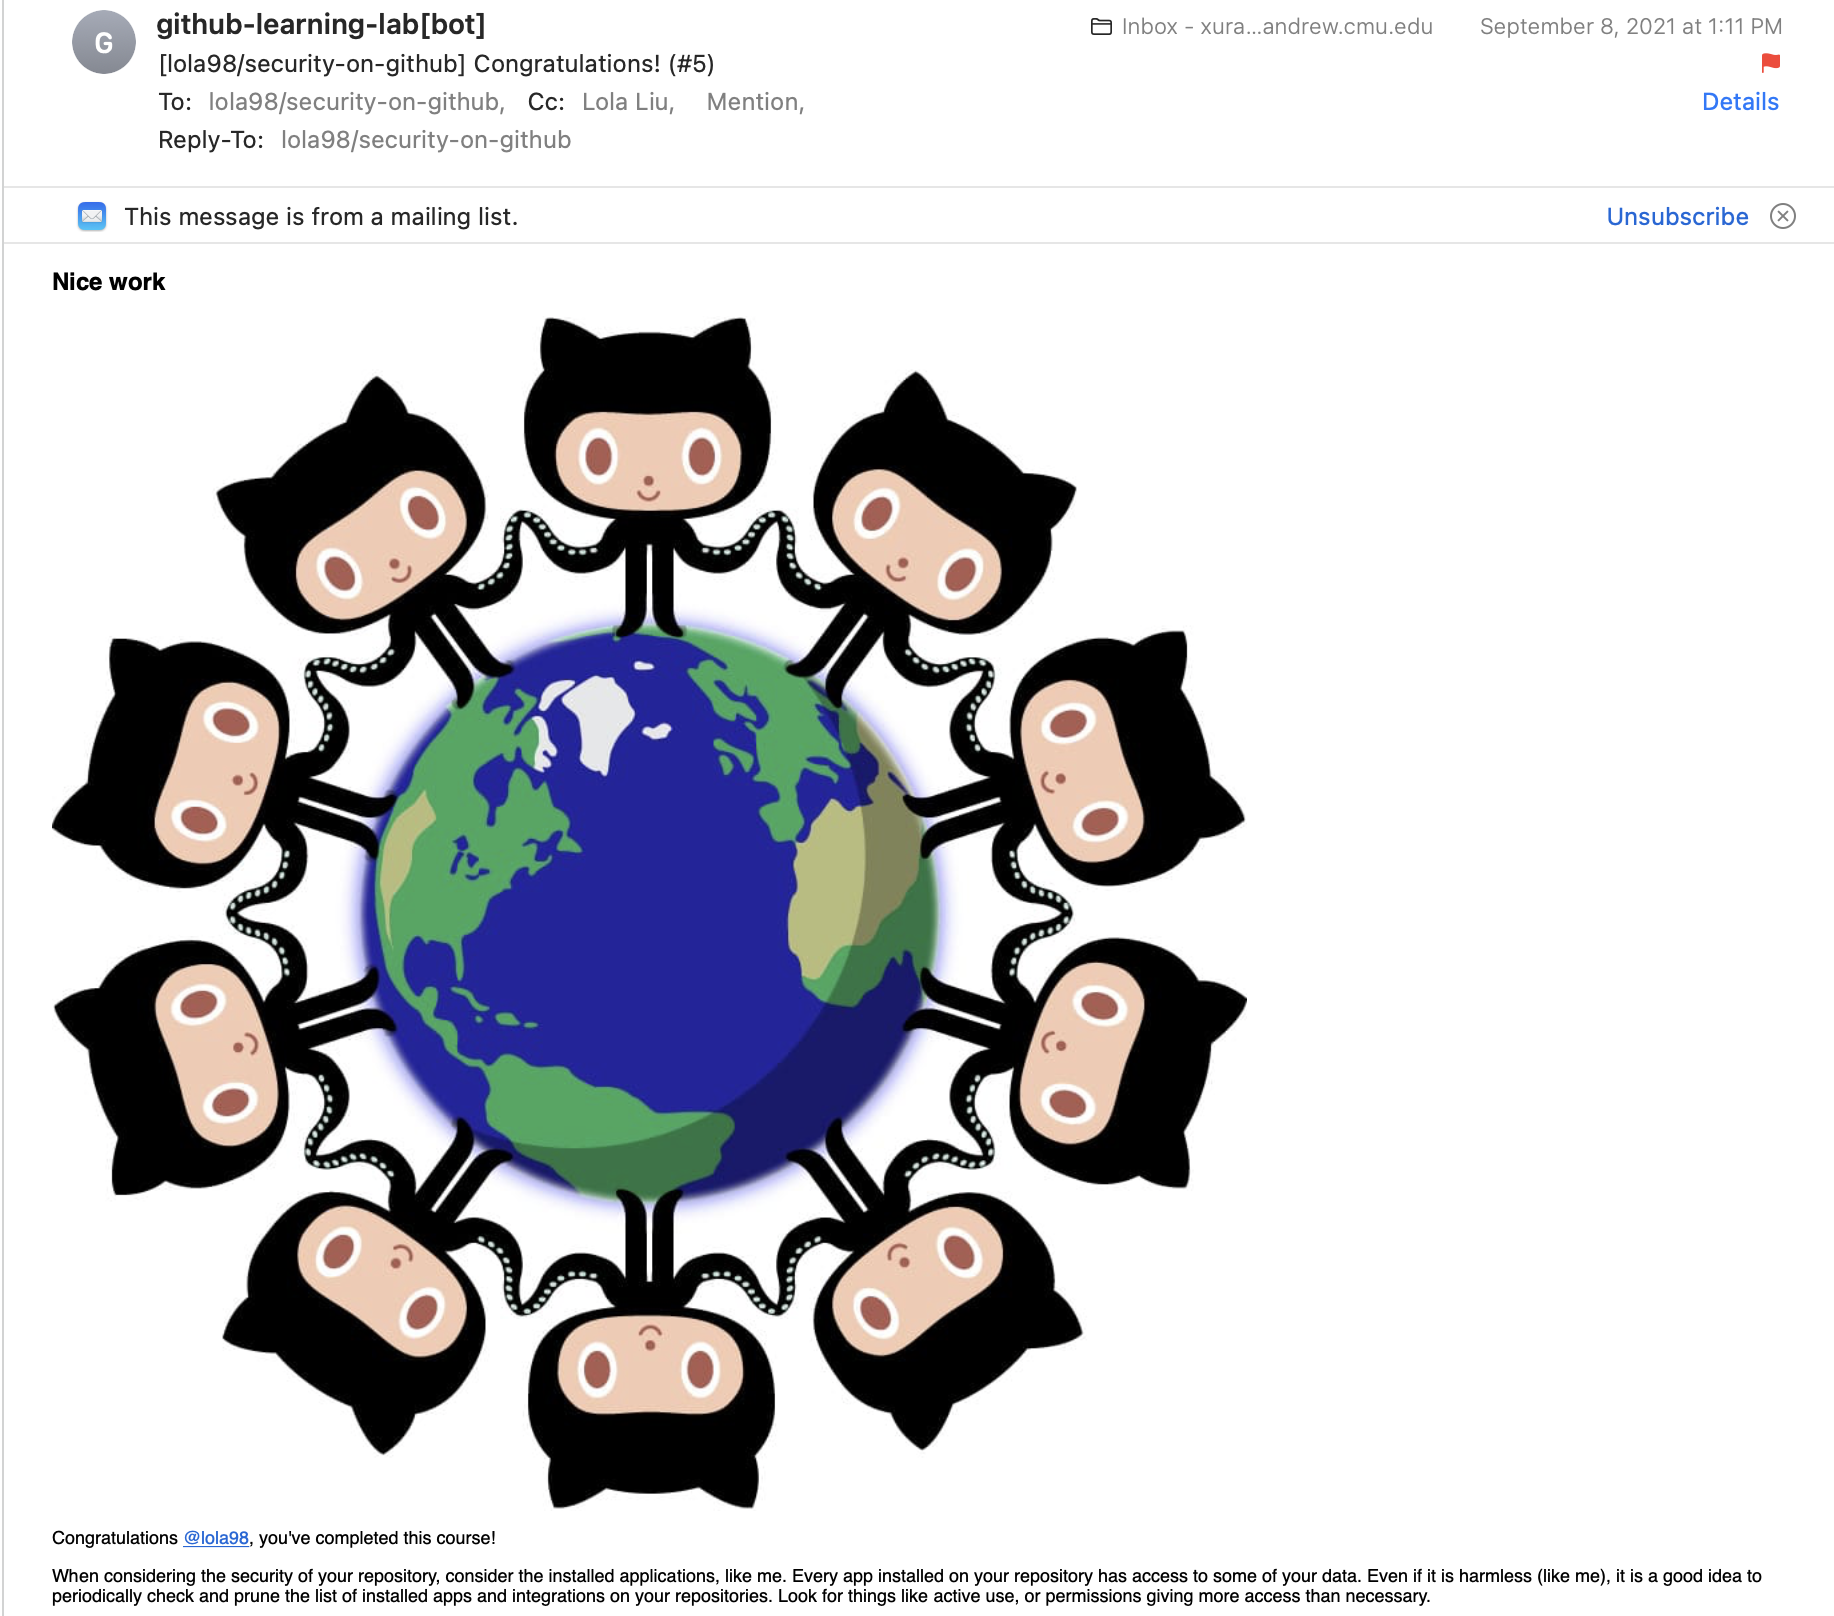 G
github-learning-lab[bot]
Inbox - xura...andrew.cmu.edu
September 8, 2021 at 1:11 PM
[lola98/security-on-github] Congratulations! (#5)
To: lola98/security-on-github, Cc: Lola Liu, Mention,
Details
Reply-To: lola98/security-on-github
This message is from a mailing list.
Unsubscribe
Nice work
Congratulations @lola98, you've completed this course!
When considering the security of your repository, consider the installed applications, like me. Every app installed on your repository has access to some of your data. Even if it is harmless (like me), it is a good idea to
periodically check and prune the list of installed apps and integrations on your repositories. Look for things like active use, or permissions giving more access than necessary.